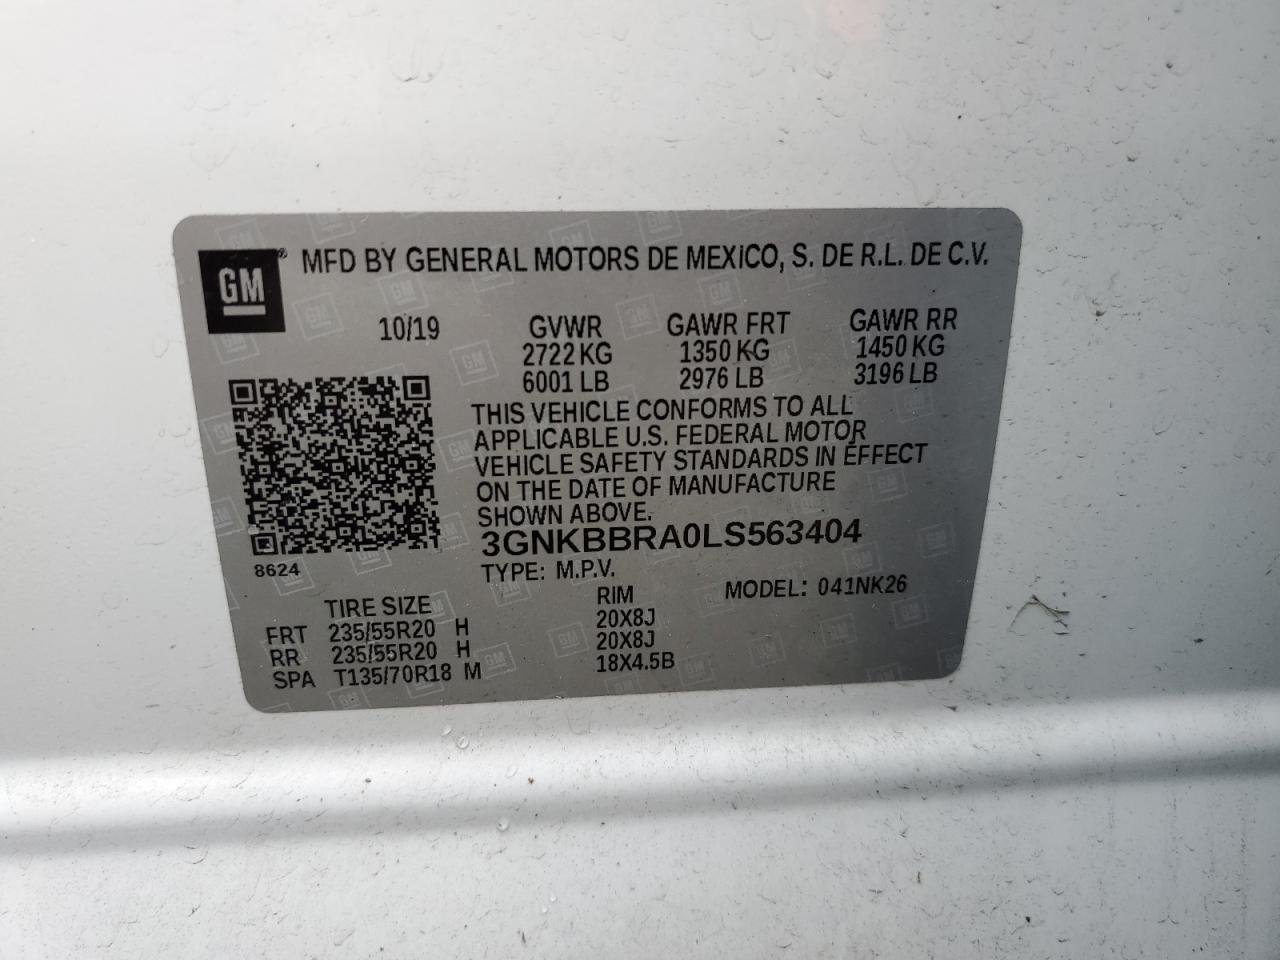 GM® MFD BY GENERAL MOTORS DE MEXICO, S. DE R.L. DE C.V.
10/19 GVWR GAWR FRT GAWR RR
2722 KG 1350 KG 1450 KG
6001 LB 2976 LB 3196 LB
THIS VEHICLE CONFORMS TO ALL
APPLICABLE U.S. FEDERAL MOTOR
VEHICLE SAFETY STANDARDS IN EFFECT
ON THE DATE OF MANUFACTURE
SHOWN ABOVE.
3GNKBBRA0LS563404
8624 TYPE: M.P.V.
TIRE SIZE RIM MODEL: 041NK26
FRT 235/55R20 H 20X8J
RR 235/55R20 H 20X8J
SPA T135/70R18 M 18X4.5B